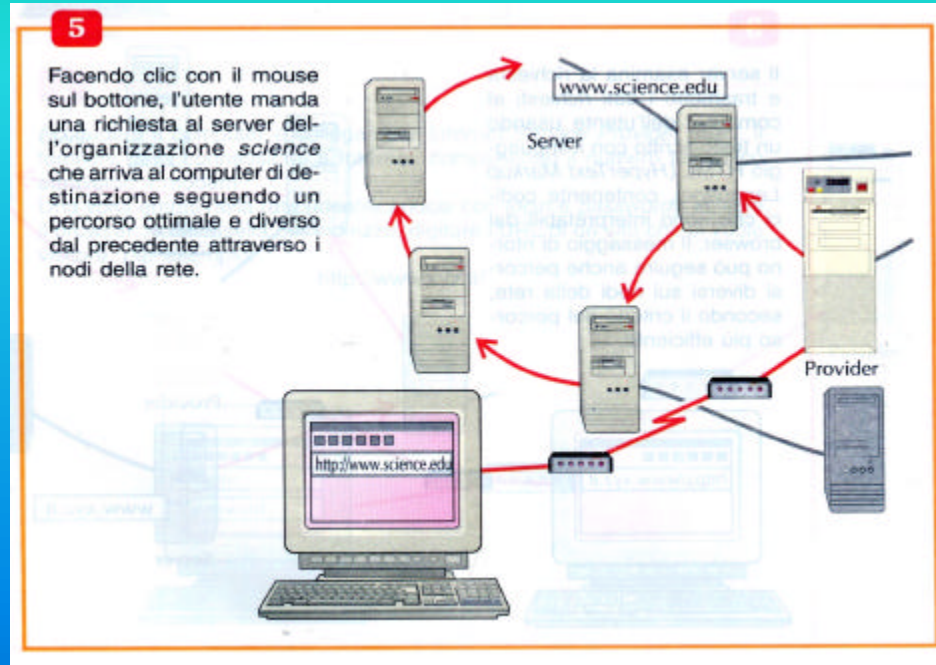 5
Facendo clic con il mouse
sul bottone, l'utente manda
una richiesta al server del-
l'organizzazione science
che arriva al computer di de-
stinazione seguendo un
percorso ottimale e diverso
dal precedente attraverso i
nodi della rete.
www.science.edu
Server
Provider
http://www.science.edu